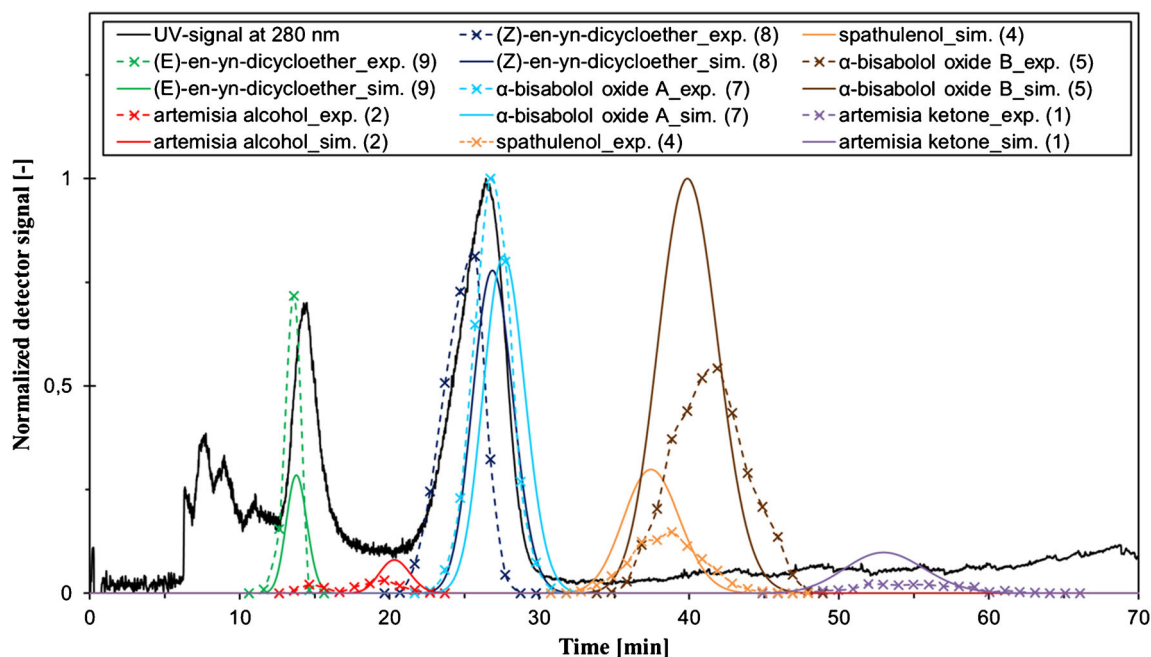 UV-signal at 280 nm
(Z)-en-yn-dicycloether_exp. (8)
spathulenol_sim. (4)
(E)-en-yn-dicycloether_exp. (9)
(Z)-en-yn-dicycloether_sim. (8)
α-bisabolol oxide B_exp. (5)
(E)-en-yn-dicycloether_sim. (9)
α-bisabolol oxide A_exp. (7)
α-bisabolol oxide B_sim. (5)
artemisia alcohol_exp. (2)
α-bisabolol oxide A_sim. (7)
artemisia ketone_exp. (1)
artemisia alcohol_sim. (2)
spathulenol_exp. (4)
artemisia ketone_sim. (1)
Normalized detector signal [-]
1
0,5
0
0 10 20 30 40 50 60 70
Time [min]